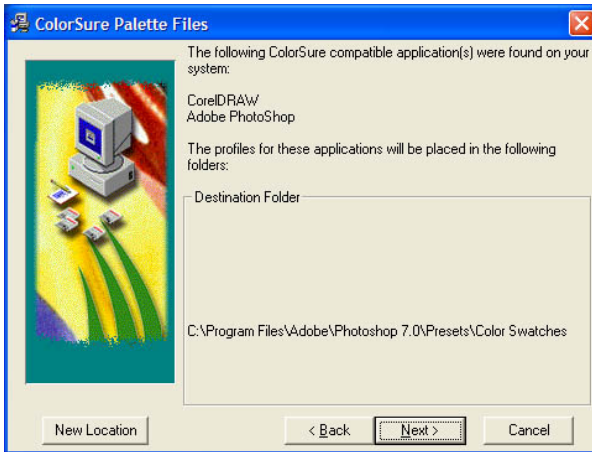 ColorSure Palette Files
The following ColorSure compatible application(s) were found on your
system:
CorelDRAW
Adobe PhotoShop
The profiles for these applications will be placed in the following
folders:
Destination Folder
C:\Program Files\Adobe\Photoshop 7.0\Presets\Color Swatches
New Location
< Back
Next >
Cancel